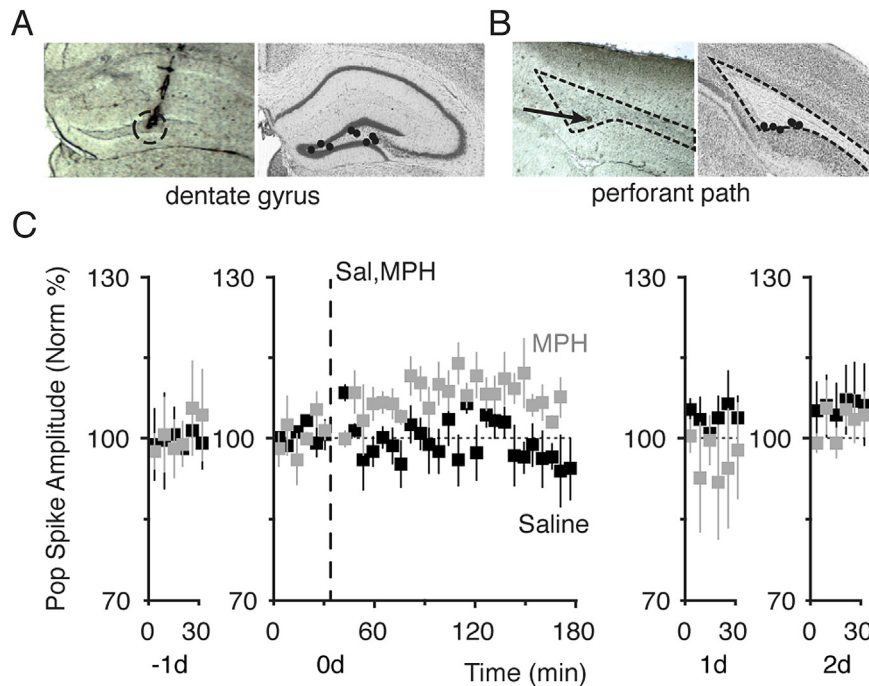 A
B
dentate gyrus
perforant path
C
Pop Spike Amplitude (Norm %)
130
100
70
0
30
-1d
130
100
70
Sal,MPH
MPH
Saline
0
60
120
180
0d
Time (min)
130
100
70
0
30
1d
130
100
70
0
30
2d